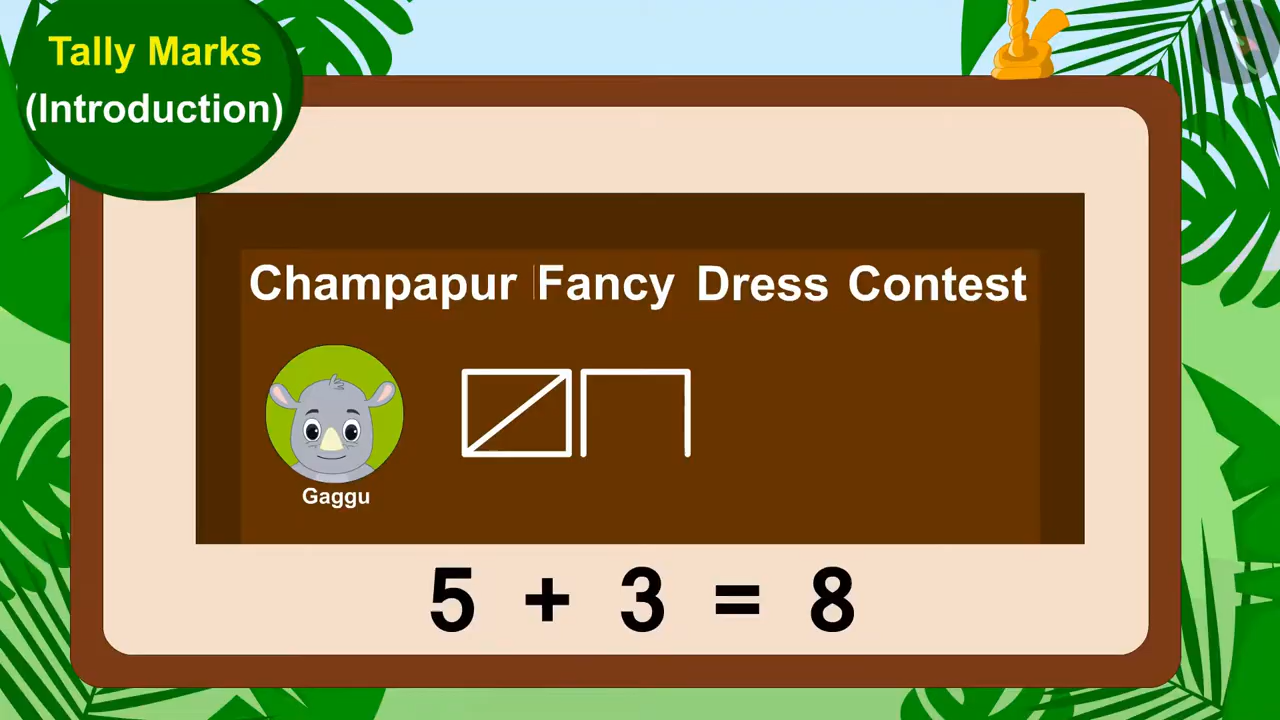 Tally Marks
(Introduction)
Champapur Fancy Dress Contest
Gaggu
5 + 3 = 8